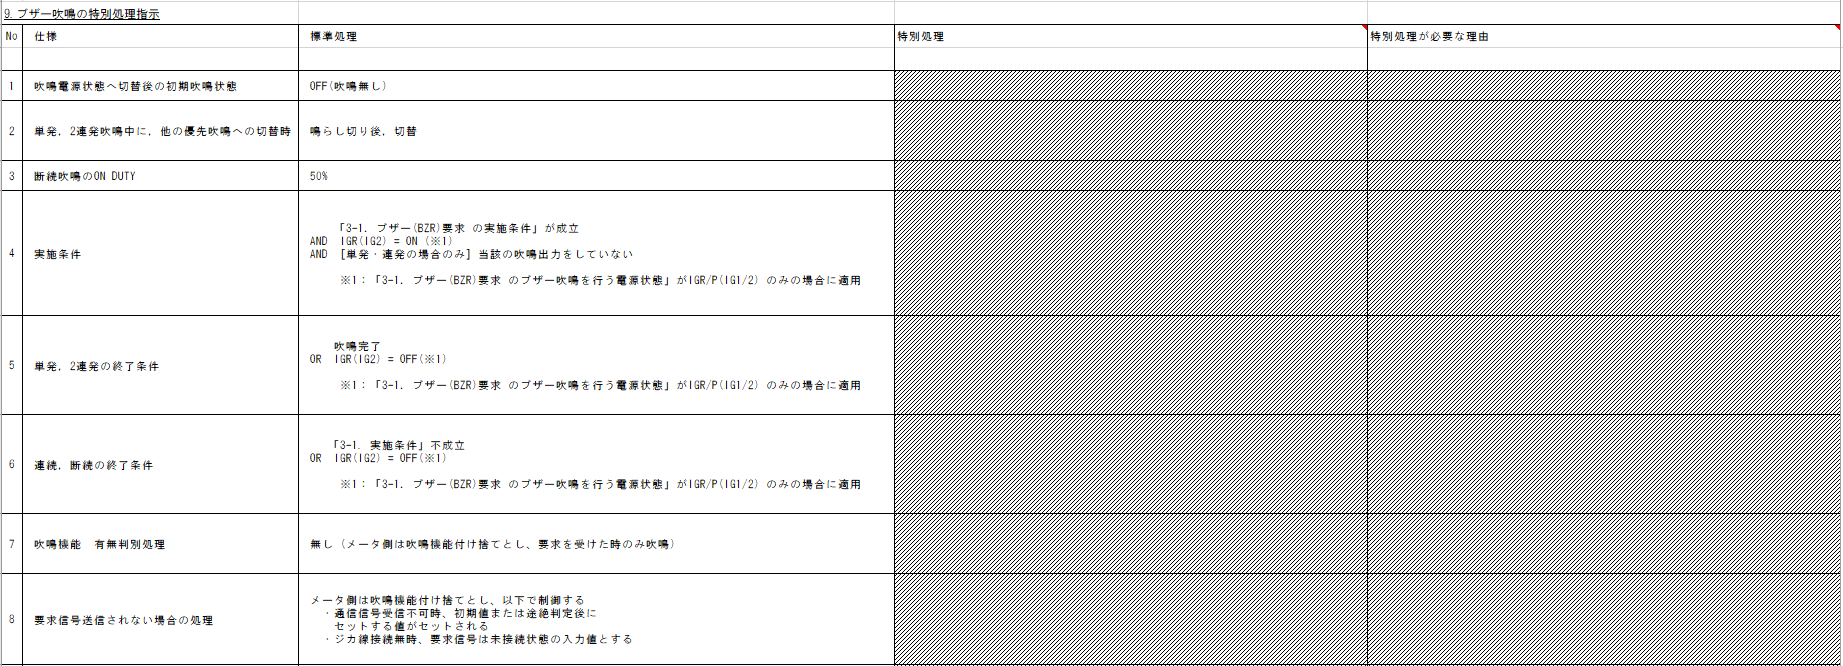 9.ブザー吹鳴の特別処理指示
No 仕様 標準処理 特別処理 特別処理が必要な理由
1 吹鳴電源状態へ切替後の初期吹鳴状態 OFF(吹鳴無し)
2 単発，2連発吹鳴中に，他の優先吹鳴への切替時 鳴らし切り後，切替
3 断続吹鳴のON DUTY 50%
4 実施条件
「3-1. ブザー(BZR)要求 の実施条件」が成立
AND IGR(IG2) = ON (※1)
AND [単発・連発の場合のみ] 当該の吹鳴出力をしていない
※1：「3-1. ブザー(BZR)要求 のブザー吹鳴を行う電源状態」がIGR/P(IG1/2) のみの場合に適用
5 単発，2連発の終了条件
吹鳴完了
OR IGR(IG2) = OFF(※1)
※1：「3-1. ブザー(BZR)要求 のブザー吹鳴を行う電源状態」がIGR/P(IG1/2) のみの場合に適用
6 連続，断続の終了条件
「3-1. 実施条件」不成立
OR IGR(IG2) = OFF(※1)
※1：「3-1. ブザー(BZR)要求 のブザー吹鳴を行う電源状態」がIGR/P(IG1/2) のみの場合に適用
7 吹鳴機能　有無判別処理 無し（メータ側は吹鳴機能付け捨てとし、要求を受けた時のみ吹鳴）
8 要求信号送信されない場合の処理
メータ側は吹鳴機能付け捨てとし、以下で制御する
・通信信号受信不可時、初期値または途絶判定後に
セットする値がセットされる
・ジカ線接続無時、要求信号は未接続状態の入力値とする